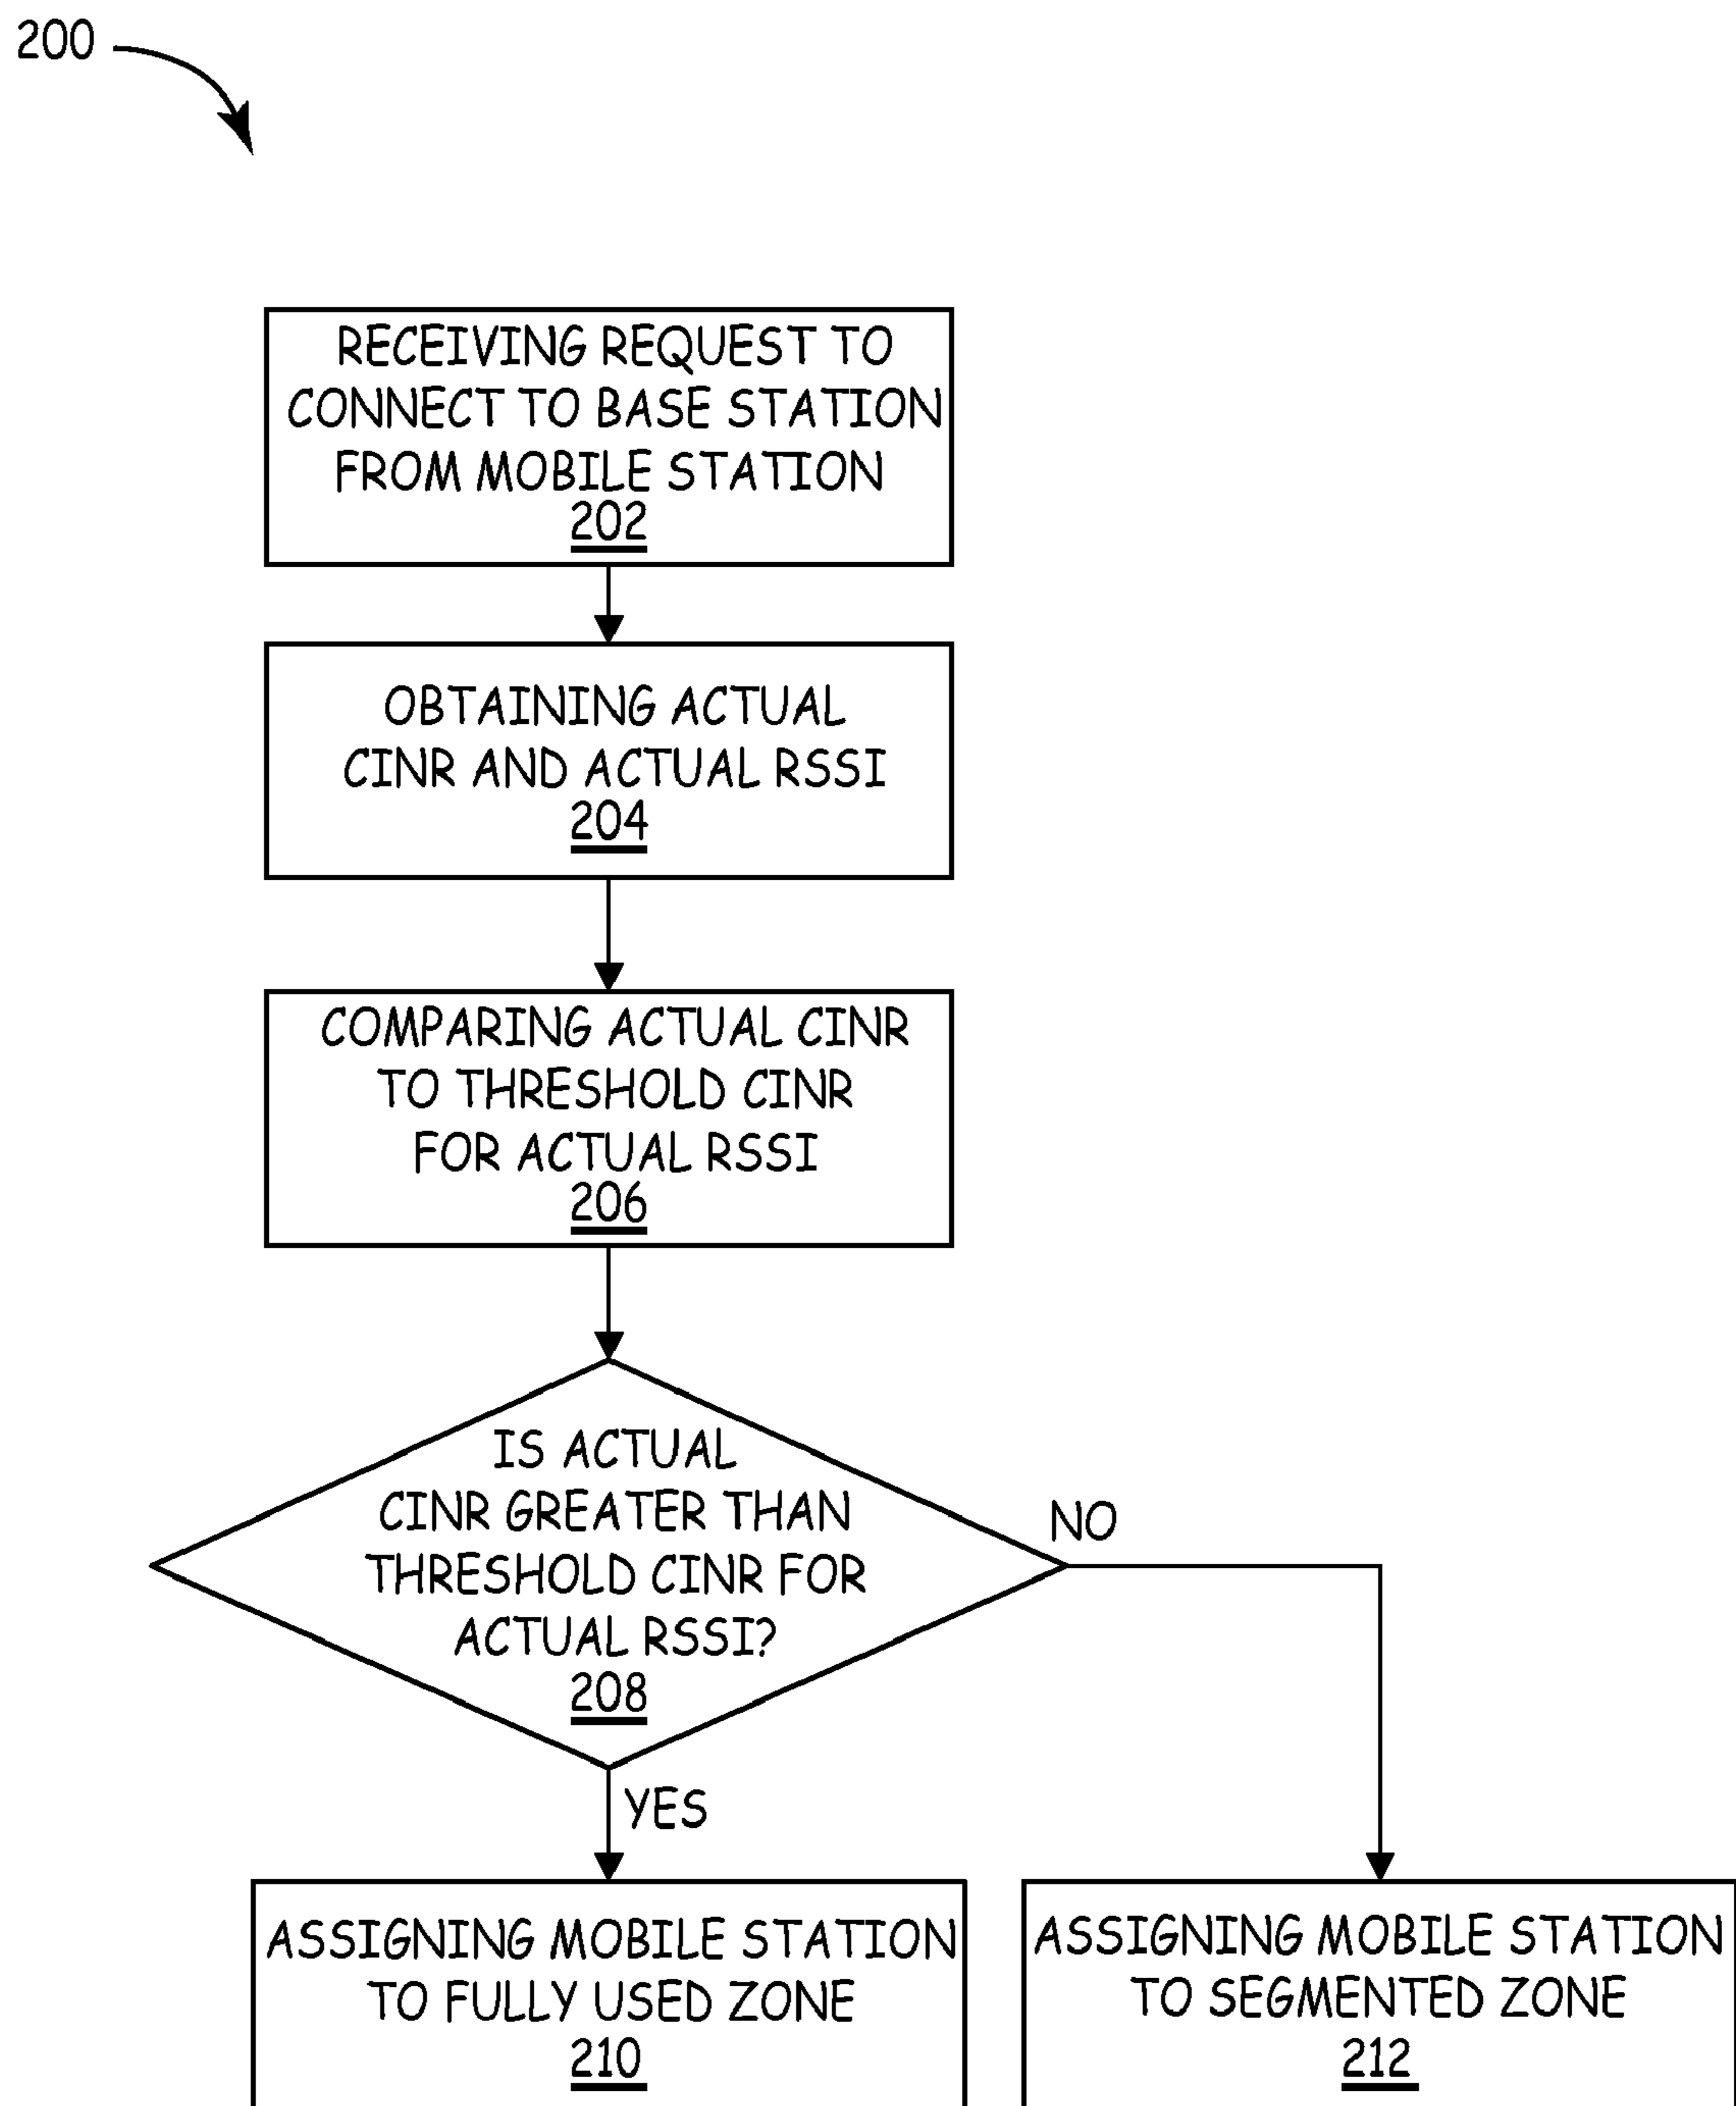 200
RECEIVING REQUEST TO
CONNECT TO BASE STATION
FROM MOBILE STATION
202
OBTAINING ACTUAL
CINR AND ACTUAL RSSI
204
COMPARING ACTUAL CINR
TO THRESHOLD CINR
FOR ACTUAL RSSI
206
IS ACTUAL
CINR GREATER THAN
THRESHOLD CINR FOR
ACTUAL RSSI?
208
NO
YES
ASSIGNING MOBILE STATION
TO FULLY USED ZONE
210
ASSIGNING MOBILE STATION
TO SEGMENTED ZONE
212